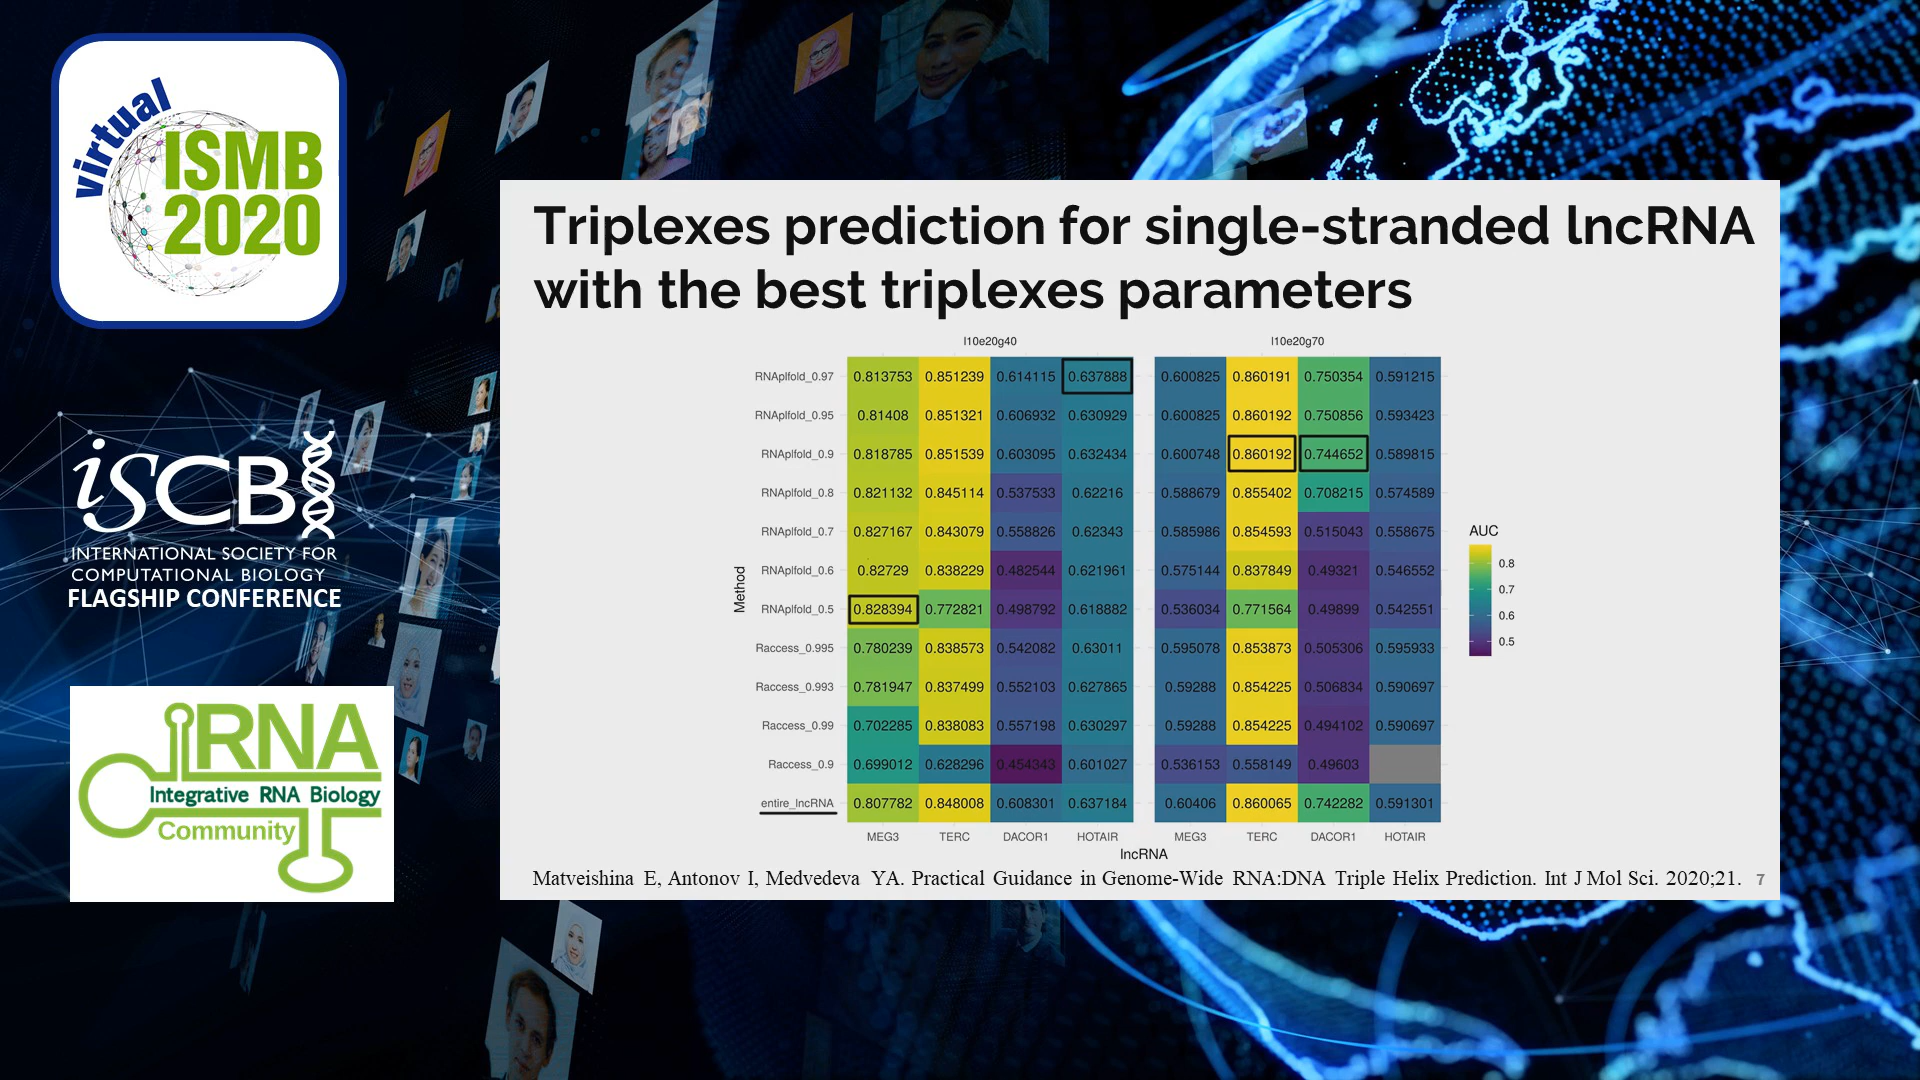 virtual
ISMB
2020
iSCB
INTERNATIONAL SOCIETY FOR
COMPUTATIONAL BIOLOGY
FLAGSHIP CONFERENCE
iRNA
Integrative RNA Biology
Community
Triplexes prediction for single-stranded lncRNA
with the best triplexes parameters
l10e20g40 l10e20g70
RNAplfold_0.97 0.813753 0.851239 0.614115 0.637888 0.600825 0.860191 0.750354 0.591215
RNAplfold_0.95 0.81408 0.851321 0.606932 0.630929 0.600825 0.860192 0.750856 0.593423
RNAplfold_0.9 0.818785 0.851539 0.603095 0.632434 0.600748 0.860192 0.744652 0.589815
RNAplfold_0.8 0.821132 0.845114 0.537533 0.62216 0.588679 0.855402 0.708215 0.574589
RNAplfold_0.7 0.827167 0.843079 0.558826 0.62343 0.585986 0.854593 0.515043 0.558675
RNAplfold_0.6 0.82729 0.838229 0.482544 0.621961 0.575144 0.837849 0.49321 0.546552
RNAplfold_0.5 0.828394 0.772821 0.498792 0.618882 0.536034 0.771564 0.49899 0.542551
Raccess_0.995 0.780239 0.838573 0.542082 0.63011 0.595078 0.853873 0.505306 0.595933
Raccess_0.993 0.781947 0.837499 0.552103 0.627865 0.59288 0.854225 0.506834 0.590697
Raccess_0.99 0.702285 0.838083 0.557198 0.630297 0.59288 0.854225 0.494102 0.590697
Raccess_0.9 0.699012 0.628296 0.454343 0.601027 0.536153 0.558149 0.49603
entire_lncRNA 0.807782 0.848008 0.608301 0.637184 0.60406 0.860065 0.742282 0.591301
MEG3 TERC DACOR1 HOTAIR MEG3 TERC DACOR1 HOTAIR
lncRNA
Method
AUC
0.8
0.7
0.6
0.5
Matveishina E, Antonov I, Medvedeva YA. Practical Guidance in Genome-Wide RNA:DNA Triple Helix Prediction. Int J Mol Sci. 2020;21.
7